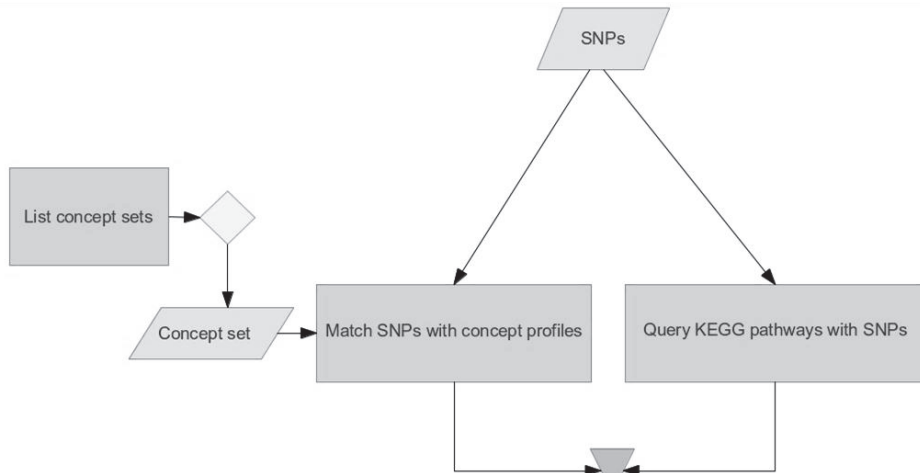 SNPs
List concept sets
Concept set
Match SNPs with concept profiles
Query KEGG pathways with SNPs